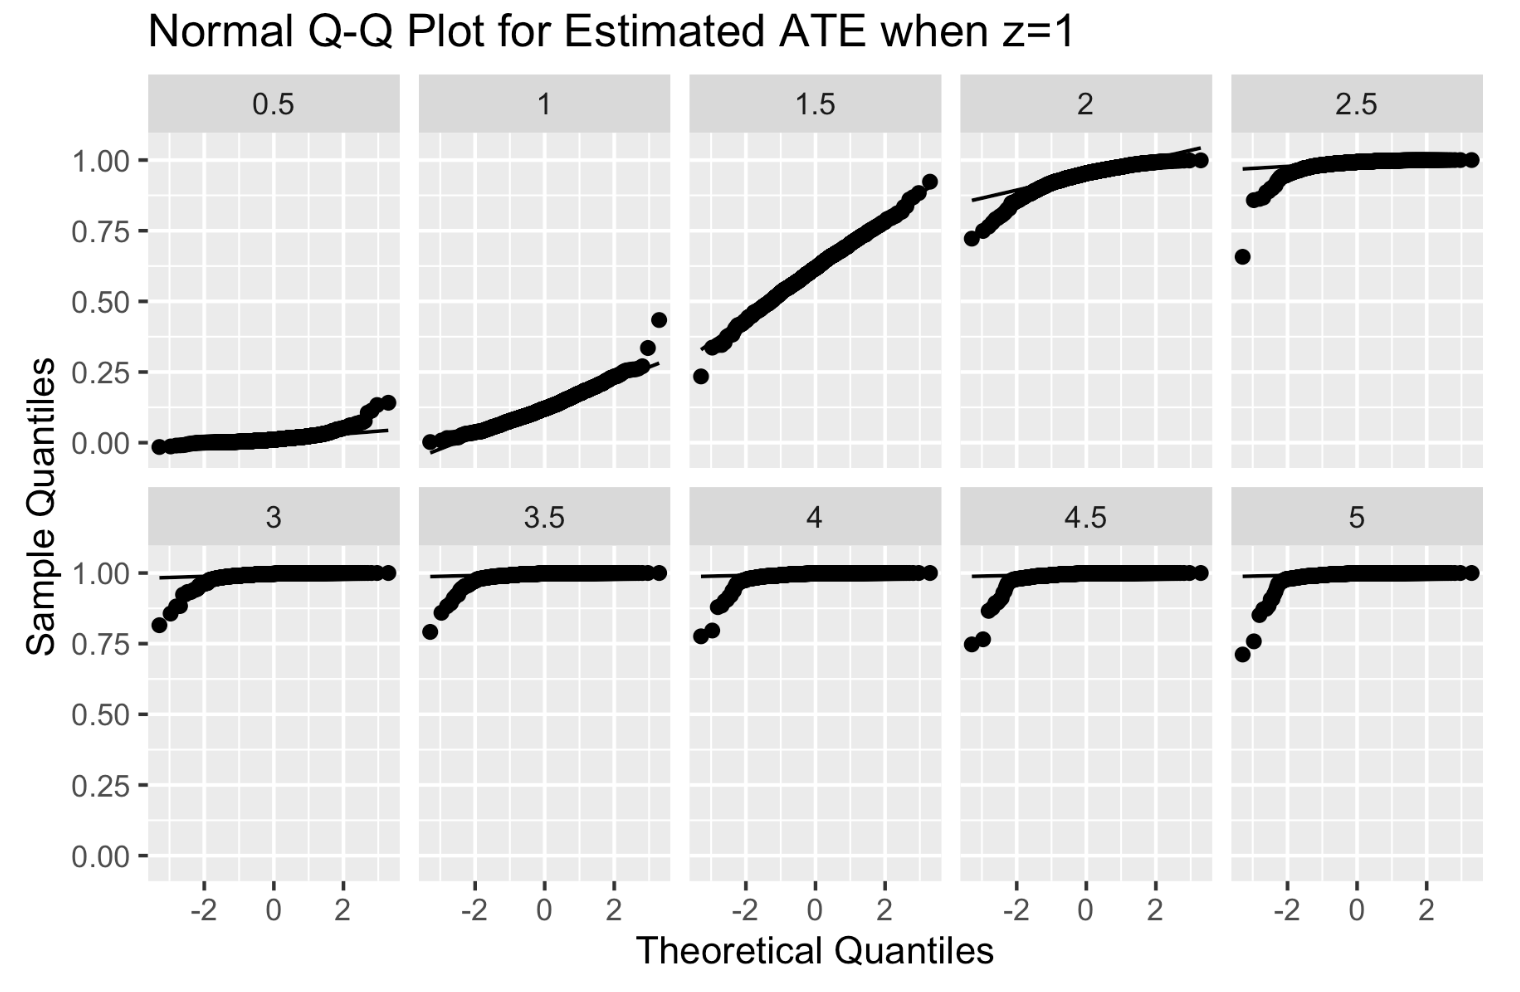 Normal Q-Q Plot for Estimated ATE when z=1
0.5 1 1.5 2 2.5
1.00
0.75
0.50
0.25
0.00
3 3.5 4 4.5 5
1.00
0.75
0.50
0.25
0.00
-2 0 2 -2 0 2 -2 0 2 -2 0 2 -2 0 2
Theoretical Quantiles
Sample Quantiles